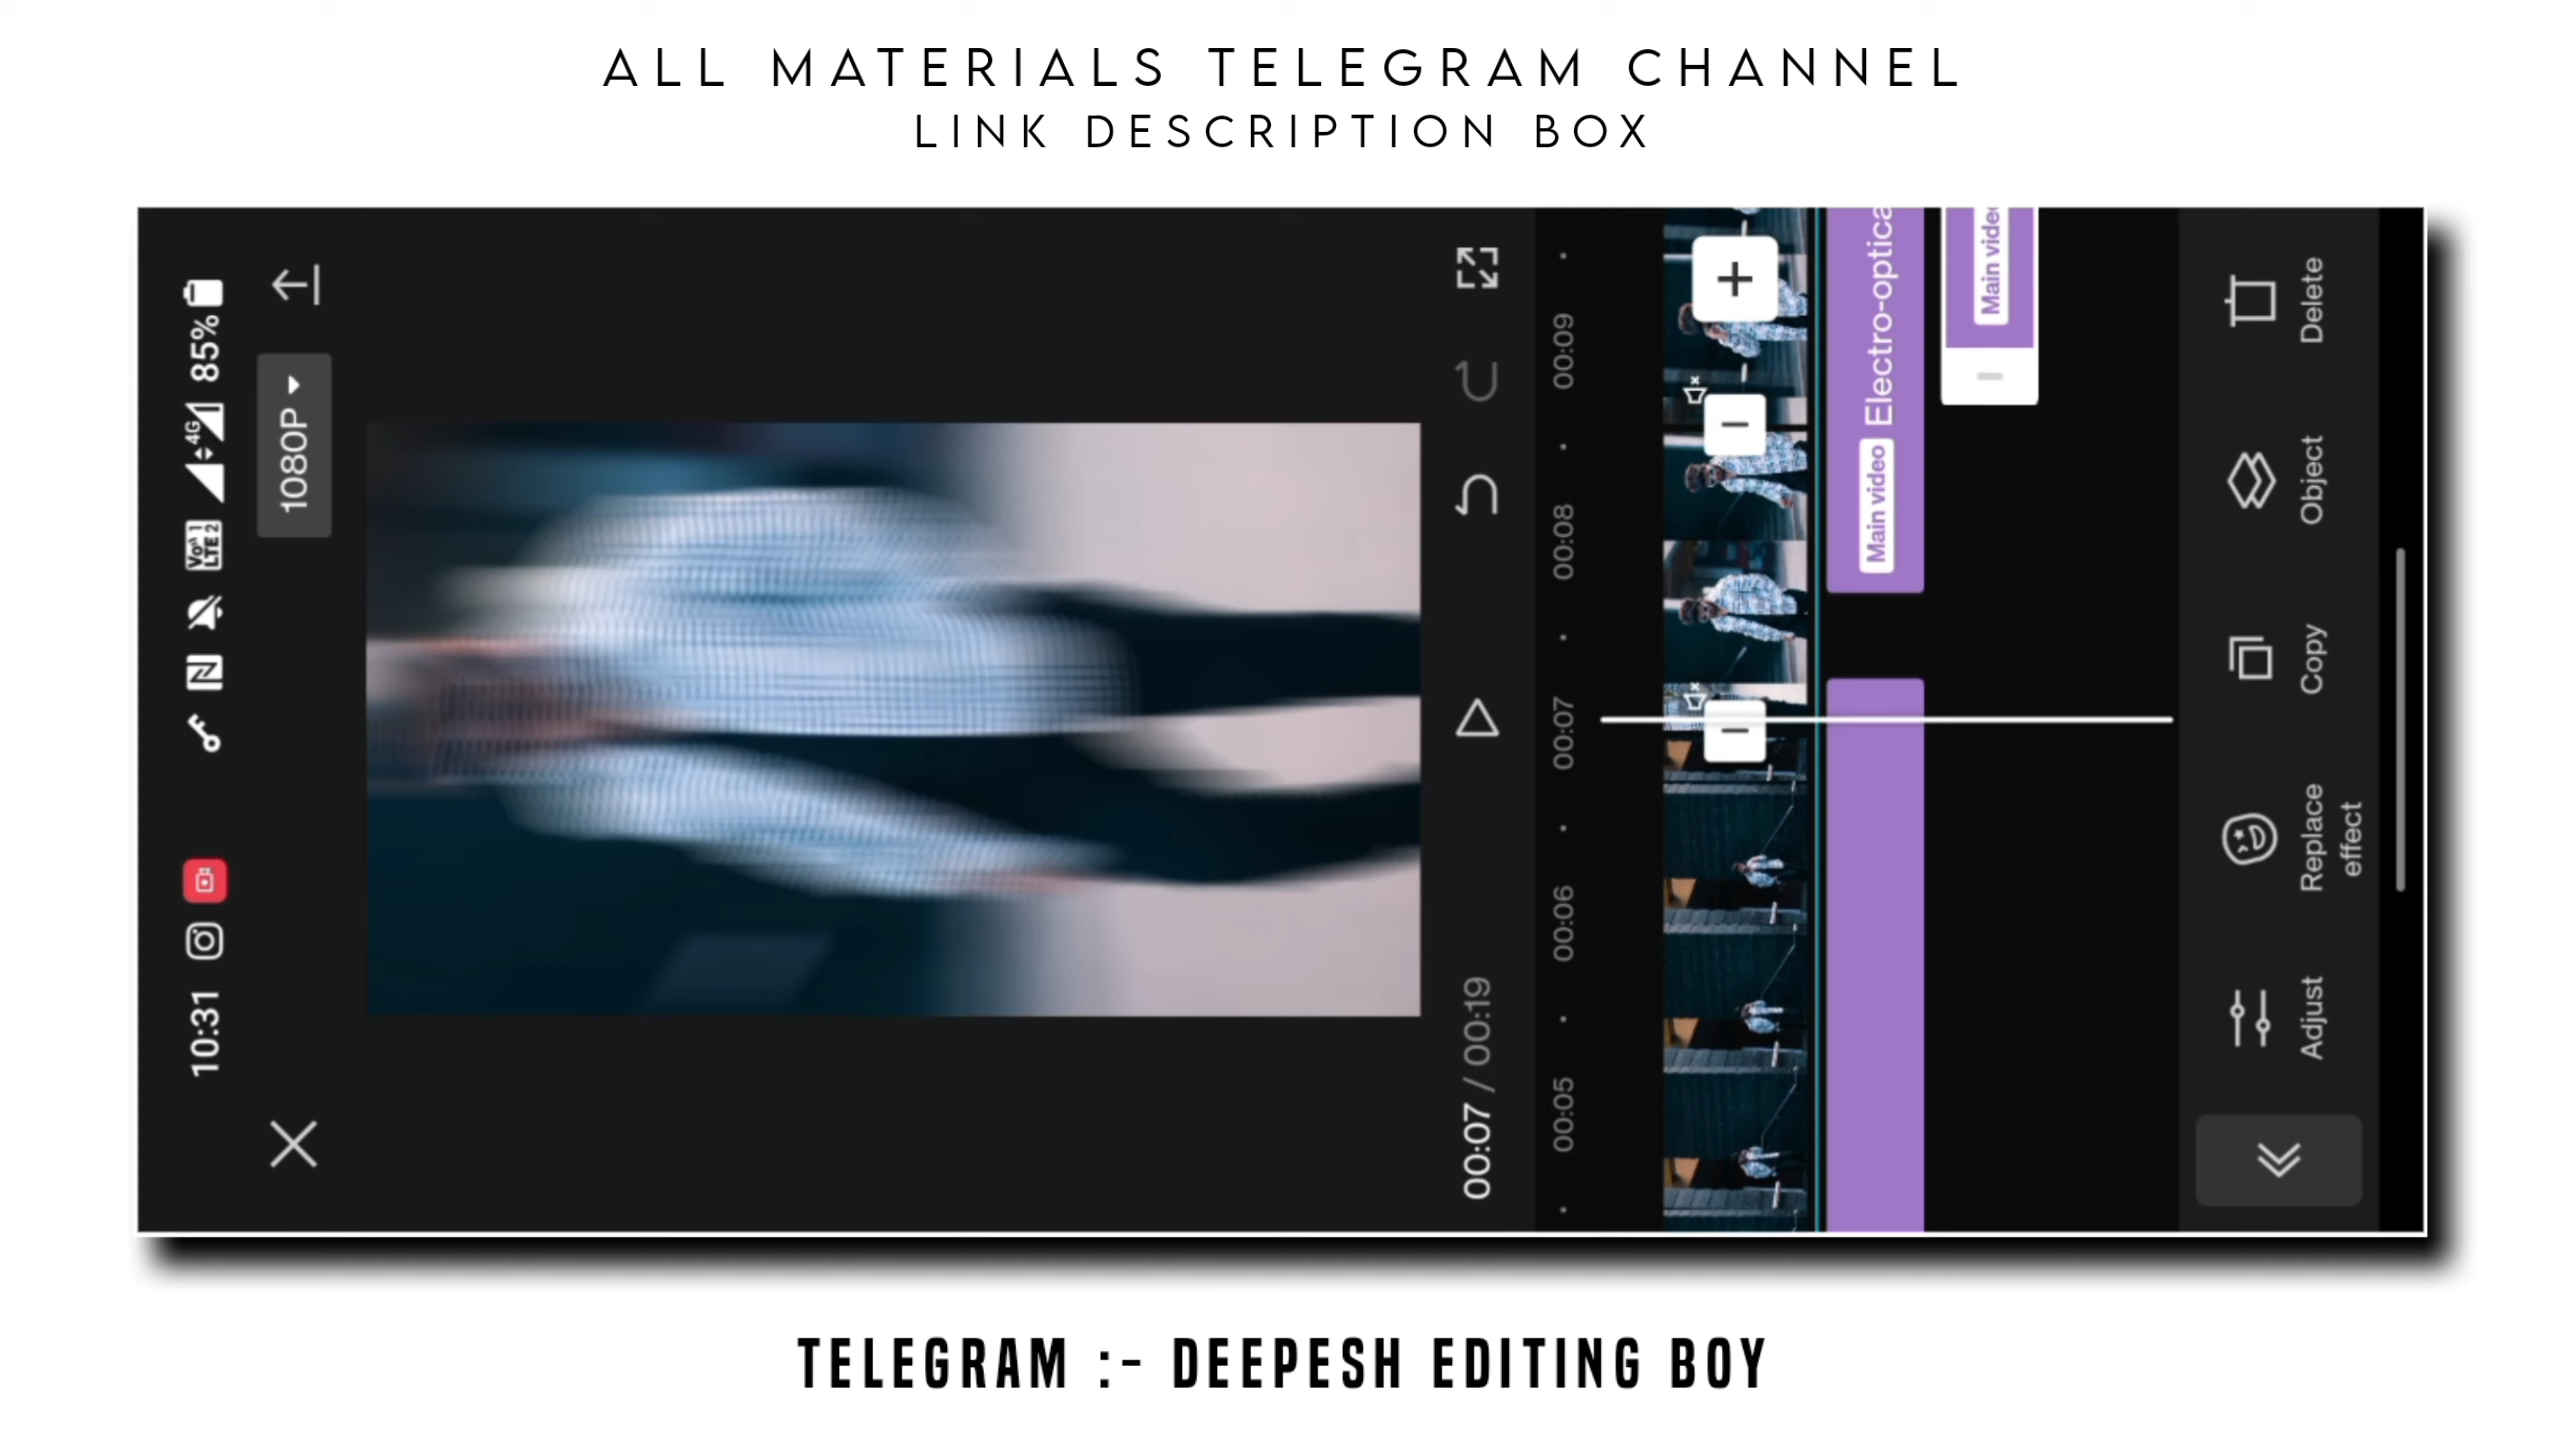 ALL MATERIALS TELEGRAM CHANNEL
LINK DESCRIPTION BOX
10:31
4G
85%
1080P
00:07 / 00:19
00:05
00:06
00:07
00:08
00:09
Main video Electro-optica
Main video
Adjust
Replace
effect
Copy
Object
Delete
TELEGRAM :- DEEPESH EDITING BOY